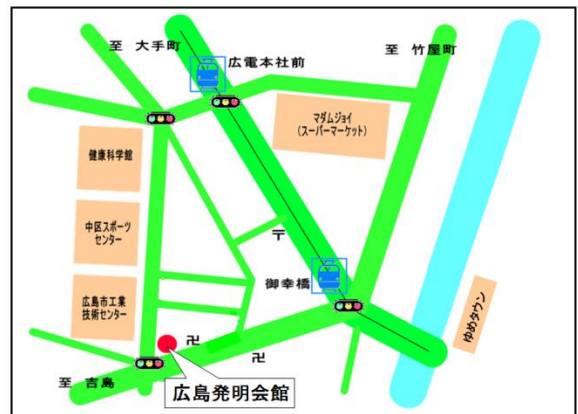 至 大手町
広電本社前
至 竹屋町
マダムジョイ
(スーパーマーケット)
健康科学館
中区スポーツ
センター
〒
御幸橋
広島市工業
技術センター
ゆめタウン
卍
卍
至 吉島
広島発明会館